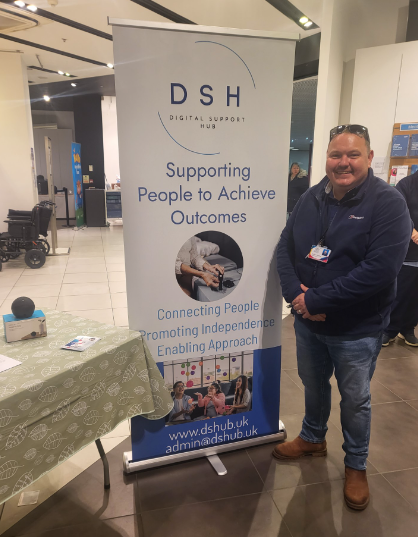 DSH
DIGITAL SUPPORT
HUB
Supporting
People to Achieve
Outcomes
Connecting People
Promoting Independence
Enabling Approach
www.dshub.uk
admin@dshub.uk